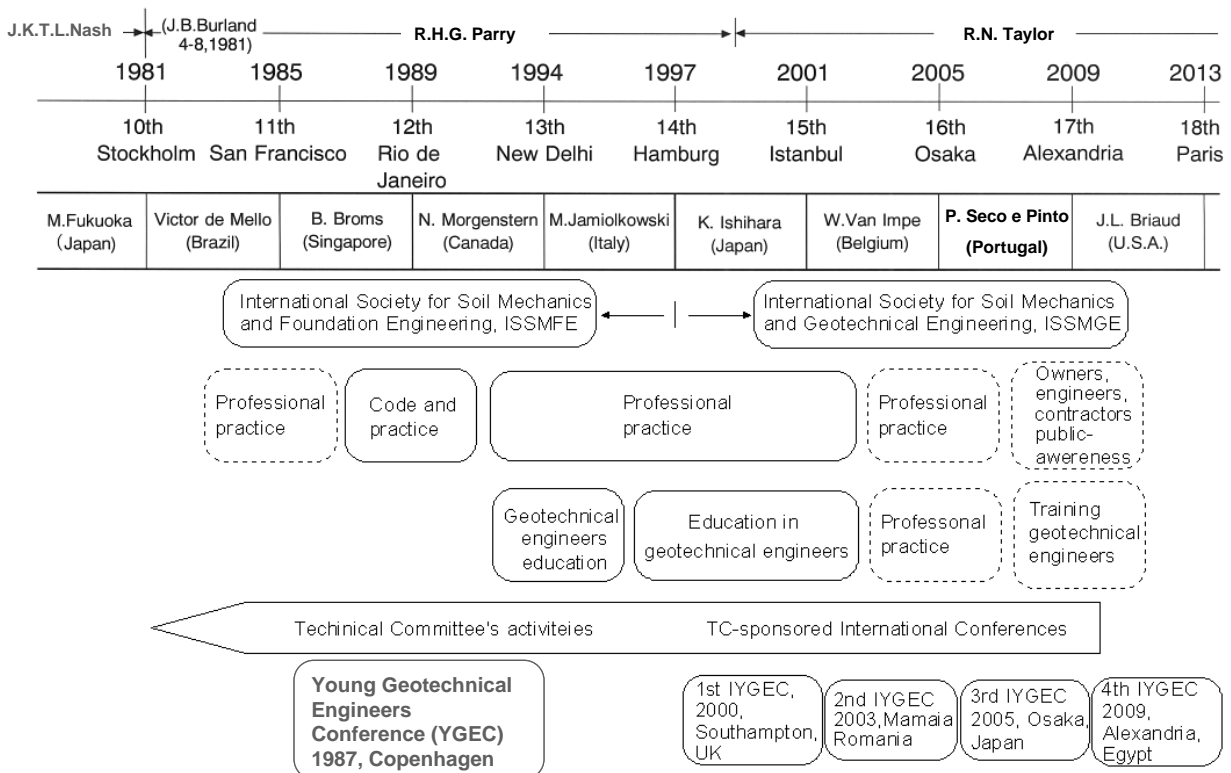 J.K.T.L.Nash
(J.B.Burland
4-8,1981)
R.H.G. Parry
R.N. Taylor
1981 1985 1989 1994 1997 2001 2005 2009 2013
10th 11th 12th 13th 14th 15th 16th 17th 18th
Stockholm San Francisco Rio de New Delhi Hamburg Istanbul Osaka Alexandria Paris
Janeiro
M.Fukuoka
(Japan)
Victor de Mello
(Brazil)
B. Broms
(Singapore)
N. Morgenstern
(Canada)
M.Jamiolkowski
(Italy)
K. Ishihara
(Japan)
W.Van Impe
(Belgium)
P. Seco e Pinto
(Portugal)
J.L. Briaud
(U.S.A.)
International Society for Soil Mechanics
and Foundation Engineering, ISSMFE
International Society for Soil Mechanics
and Geotechnical Engineering, ISSMGE
Professional
practice
Code and
practice
Professional
practice
Professional
practice
Owners,
engineers,
contractors
public-
awereness
Geotechnical
engineers
education
Education in
geotechnical engineers
Professonal
practice
Training
geotechnical
engineers
Techinical Committee's activiteies
TC-sponsored International Conferences
Young Geotechnical
Engineers
Conference (YGEC)
1987, Copenhagen
1st IYGEC,
2000,
Southampton,
UK
2nd IYGEC
2003,Mamaia
Romania
3rd IYGEC
2005, Osaka,
Japan
4th IYGEC
2009,
Alexandria,
Egypt